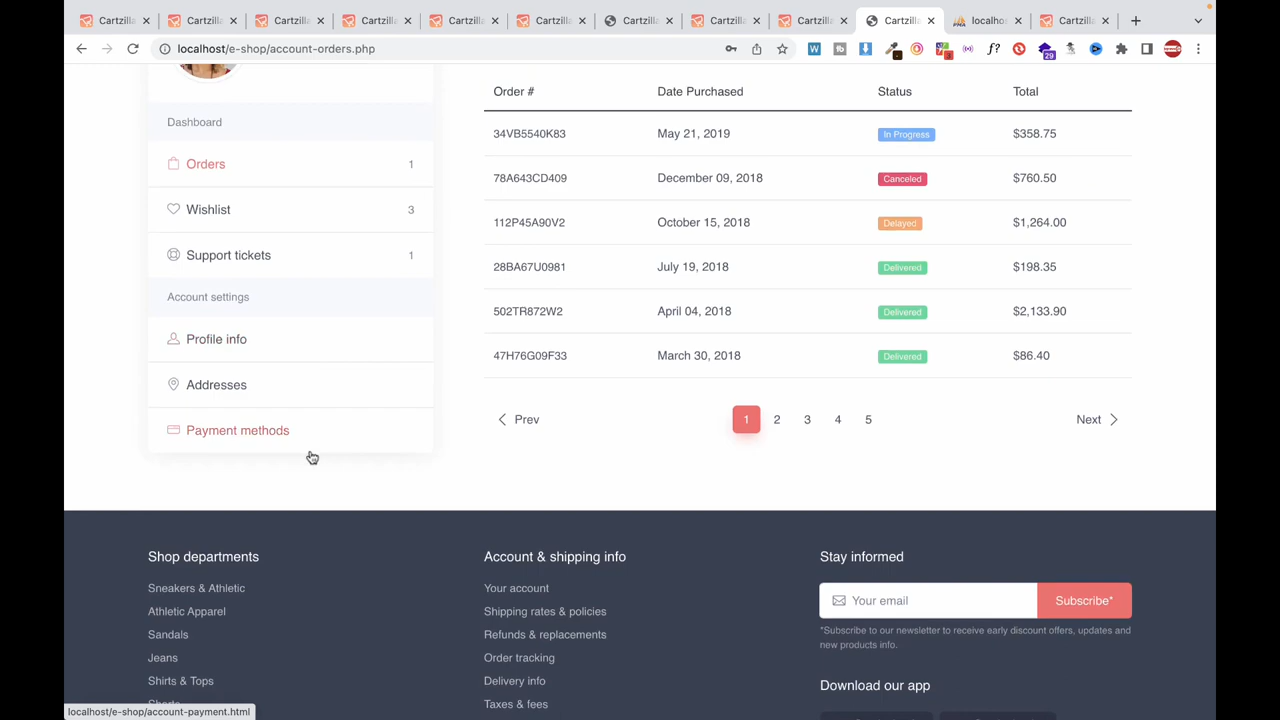 Cartzilla
Cartzilla
Cartzilla
Cartzilla
Cartzilla
Cartzilla
Cartzilla
Cartzilla
Cartzilla
Cartzilla
localhos
Cartzilla
localhost/e-shop/account-orders.php
29
Dashboard
Orders 1
Wishlist 3
Support tickets 1
Account settings
Profile info
Addresses
Payment methods
Order # Date Purchased Status Total
34VB5540K83 May 21, 2019 In Progress $358.75
78A643CD409 December 09, 2018 Canceled $760.50
112P45A90V2 October 15, 2018 Delayed $1,264.00
28BA67U0981 July 19, 2018 Delivered $198.35
502TR872W2 April 04, 2018 Delivered $2,133.90
47H76G09F33 March 30, 2018 Delivered $86.40
Prev 1 2 3 4 5 Next
Shop departments
Sneakers & Athletic
Athletic Apparel
Sandals
Jeans
Shirts & Tops
Shorts
Account & shipping info
Your account
Shipping rates & policies
Refunds & replacements
Order tracking
Delivery info
Taxes & fees
Stay informed
Your email Subscribe*
*Subscribe to our newsletter to receive early discount offers, updates and
new products info.
Download our app
localhost/e-shop/account-payment.html